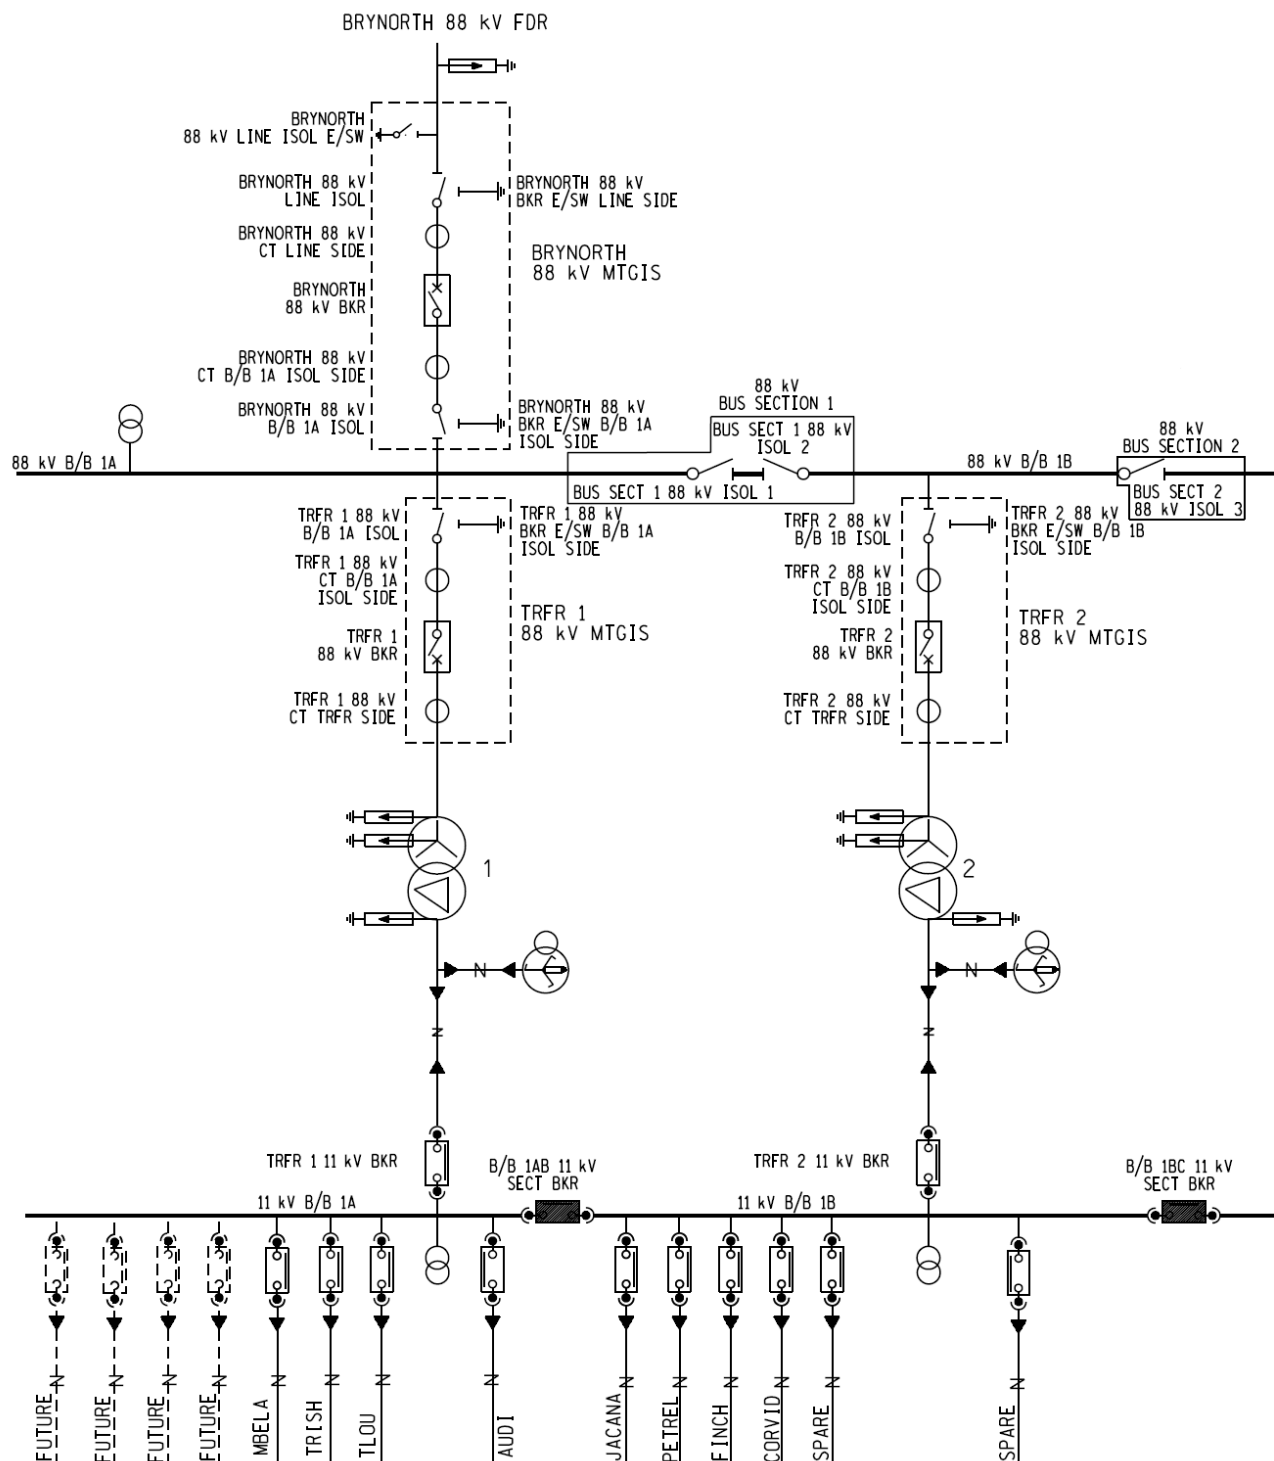 BRYNORTH 88 kV FDR
BRYNORTH
88 kV LINE ISOL E/SW
BRYNORTH 88 kV
LINE ISOL
BRYNORTH 88 kV
BKR E/SW LINE SIDE
BRYNORTH 88 kV
CT LINE SIDE
BRYNORTH
88 kV MTGIS
BRYNORTH
88 kV BKR
BRYNORTH 88 kV
CT B/B 1A ISOL SIDE
BRYNORTH 88 kV
B/B 1A ISOL
BRYNORTH 88 kV
BKR E/SW B/B 1A
ISOL SIDE
88 kV
BUS SECTION 1
BUS SECT 1 88 kV
ISOL 2
BUS SECT 1 88 kV ISOL 1
88 kV
BUS SECTION 2
BUS SECT 2
88 kV ISOL 3
88 kV B/B 1A
88 kV B/B 1B
TRFR 1 88 kV
B/B 1A ISOL
TRFR 1 88 kV
BKR E/SW B/B 1A
ISOL SIDE
TRFR 1 88 kV
CT B/B 1A
ISOL SIDE
TRFR 1
88 kV MTGIS
TRFR 1
88 kV BKR
TRFR 1 88 kV
CT TRFR SIDE
TRFR 2 88 kV
B/B 1B ISOL
TRFR 2 88 kV
BKR E/SW B/B 1B
ISOL SIDE
TRFR 2 88 kV
CT B/B 1B
ISOL SIDE
TRFR 2
88 kV MTGIS
TRFR 2
88 kV BKR
TRFR 2 88 kV
CT TRFR SIDE
1
2
N
N
N
N
TRFR 1 11 kV BKR
B/B 1AB 11 kV
SECT BKR
TRFR 2 11 kV BKR
B/B 1BC 11 kV
SECT BKR
11 kV B/B 1A
11 kV B/B 1B
N
N
N
N
N
N
N
N
N
N
N
N
N
N
FUTURE
FUTURE
FUTURE
FUTURE
MBELA
TRISH
TLOU
AUDI
JACANA
PETREL
FINCH
CORVID
SPARE
SPARE